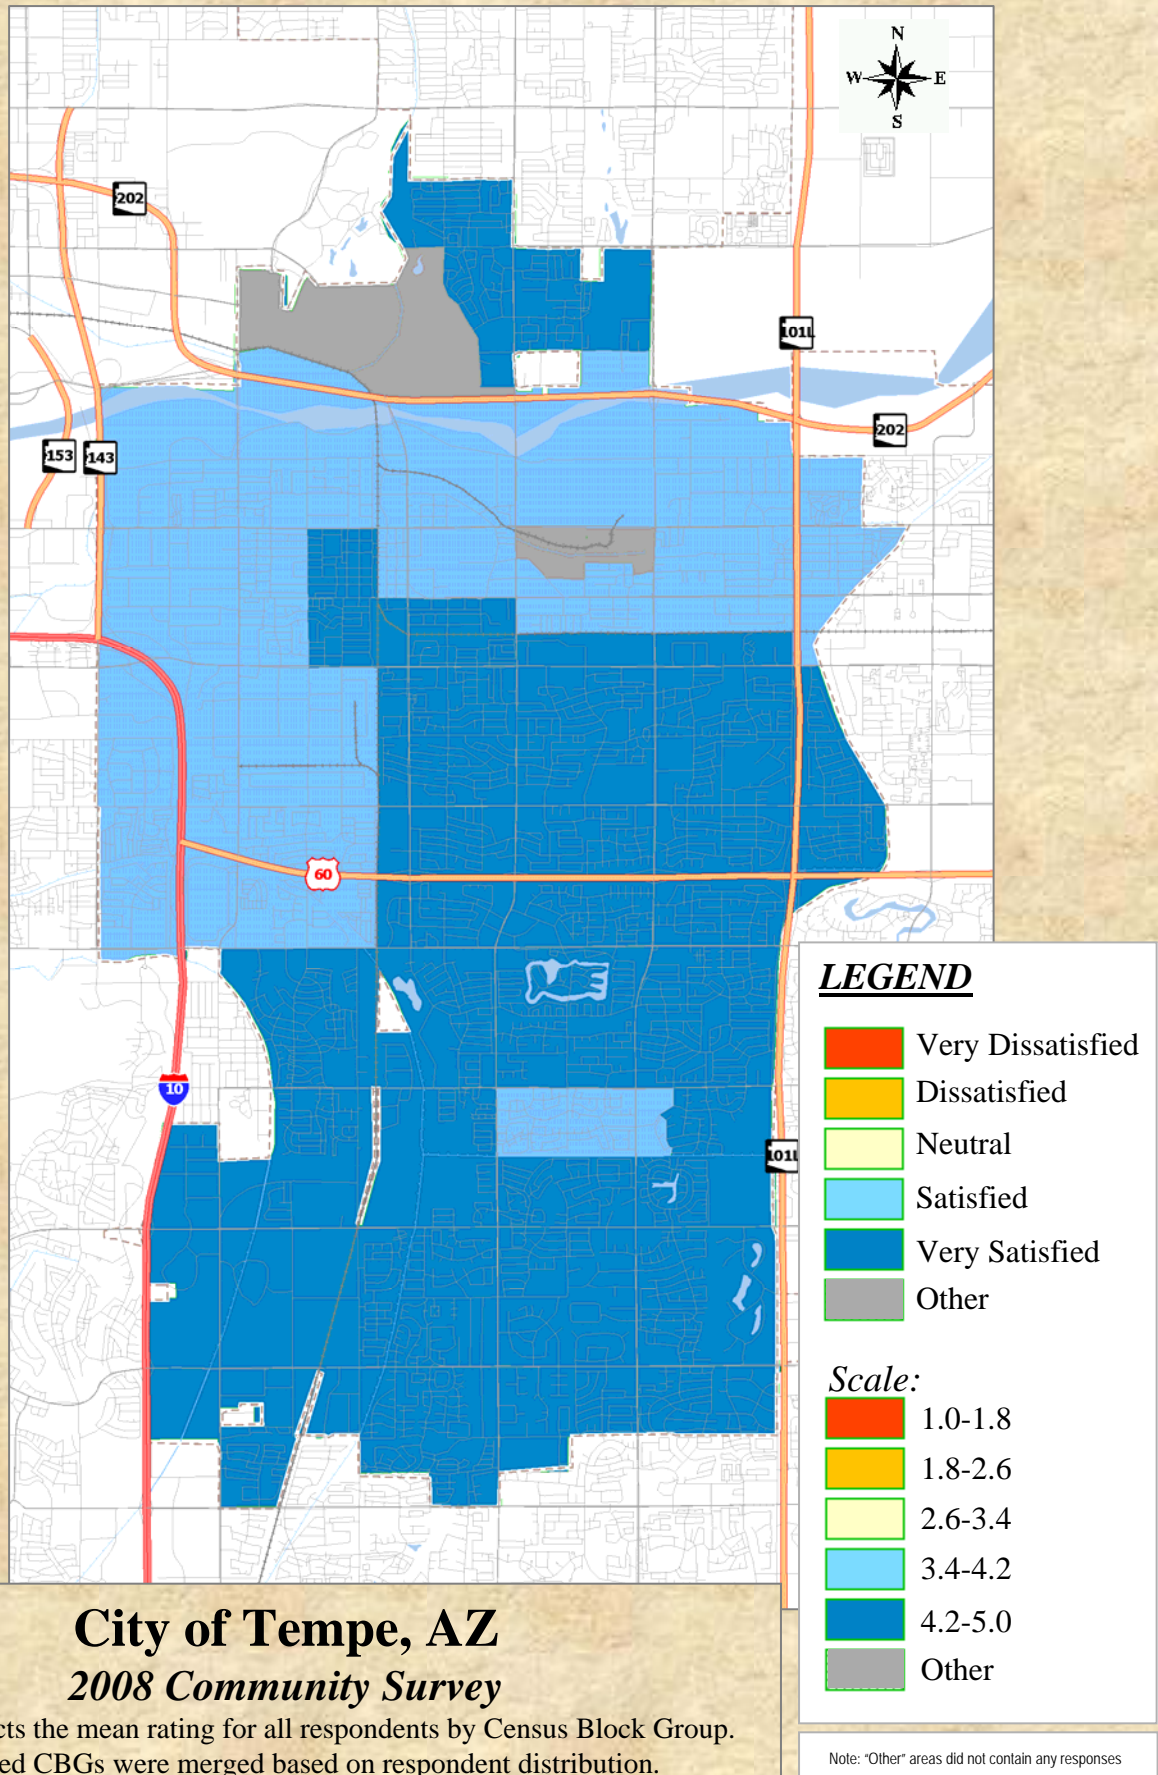 N
W E
S
202
101L
202
153 143
60
10
101L
LEGEND
Very Dissatisfied
Dissatisfied
Neutral
Satisfied
Very Satisfied
Other
Scale:
1.0-1.8
1.8-2.6
2.6-3.4
3.4-4.2
4.2-5.0
Other
City of Tempe, AZ
2008 Community Survey
the mean rating for all respondents by Census Block Group.
CBGs were merged based on respondent distribution.
Note: “Other” areas did not contain any responses